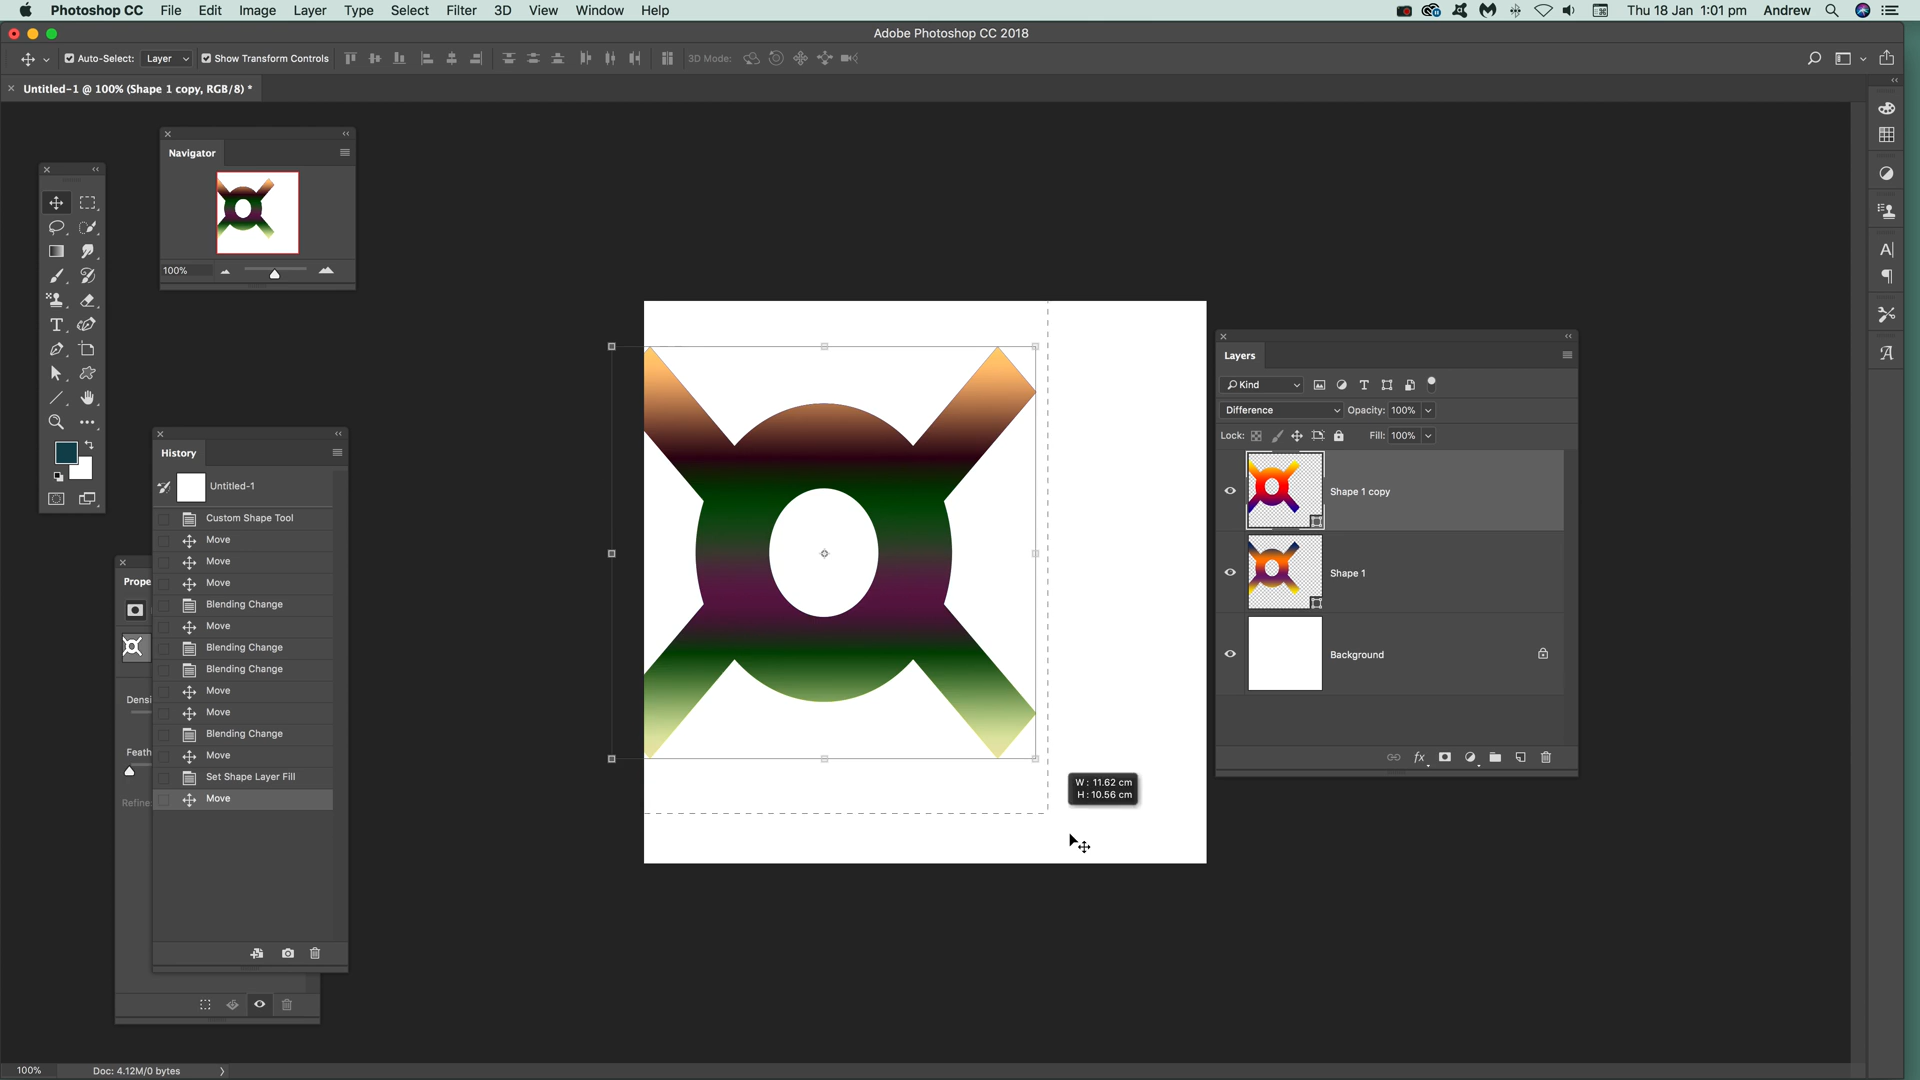 Photoshop CC File Edit Image Layer Type Select Filter 3D View Window Help Thu 18 Jan 1:01 pm Andrew
Adobe Photoshop CC 2018
Auto-Select: Layer Show Transform Controls 3D Mode:
Untitled-1 @ 100% (Shape 1 copy, RGB/8) *
Navigator
100%
History
Untitled-1
Custom Shape Tool
Move
Move
Move
Blending Change
Move
Blending Change
Blending Change
Move
Move
Blending Change
Move
Set Shape Layer Fill
Move
Prope
Densi
Feath
Refine:
W : 11.62 cm
H : 10.56 cm
Layers
Kind
Difference Opacity: 100%
Lock: Fill: 100%
Shape 1 copy
Shape 1
Background
fx
100% Doc: 4.12M/0 bytes